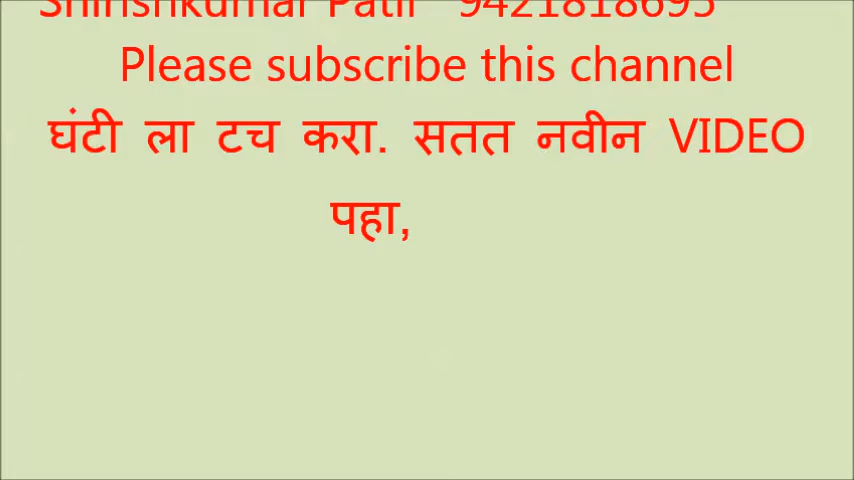 Shirishkumar Patil 9421818695
Please subscribe this channel
घंटी ला टच करा. सतत नवीन VIDEO
पहा,